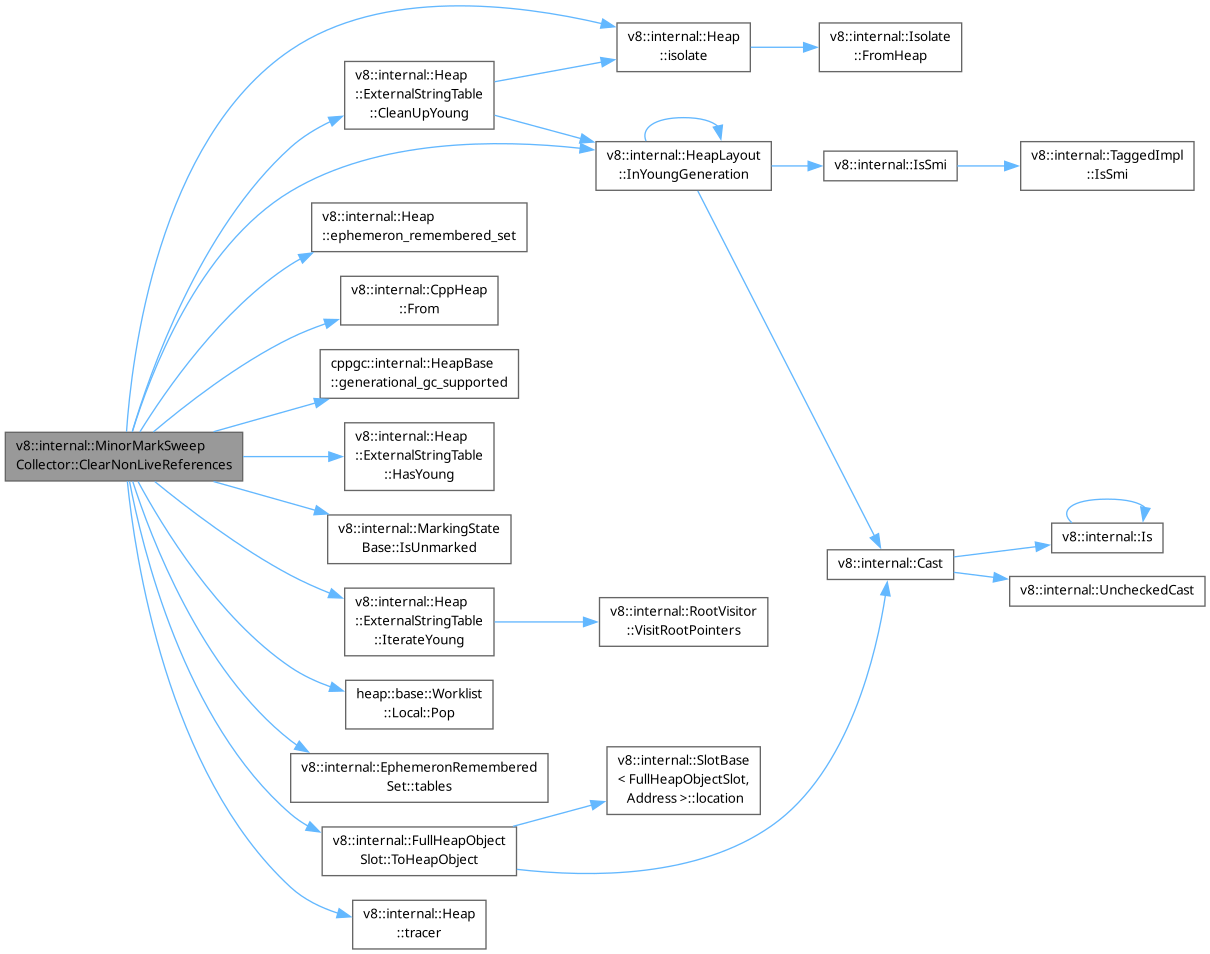 v8::internal::MinorMarkSweep
Collector::ClearNonLiveReferences
v8::internal::Heap
::ExternalStringTable
::CleanUpYoung
v8::internal::Heap
::ephemeron_remembered_set
v8::internal::CppHeap
::From
cppgc::internal::HeapBase
::generational_gc_supported
v8::internal::Heap
::ExternalStringTable
::HasYoung
v8::internal::MarkingState
Base::IsUnmarked
v8::internal::Heap
::ExternalStringTable
::IterateYoung
heap::base::Worklist
::Local::Pop
v8::internal::EphemeronRemembered
Set::tables
v8::internal::FullHeapObject
Slot::ToHeapObject
v8::internal::Heap
::tracer
v8::internal::Heap
::isolate
v8::internal::HeapLayout
::InYoungGeneration
v8::internal::RootVisitor
::VisitRootPointers
v8::internal::SlotBase
< FullHeapObjectSlot,
Address >::location
v8::internal::Isolate
::FromHeap
v8::internal::IsSmi
v8::internal::Cast
v8::internal::TaggedImpl
::IsSmi
v8::internal::Is
v8::internal::UncheckedCast